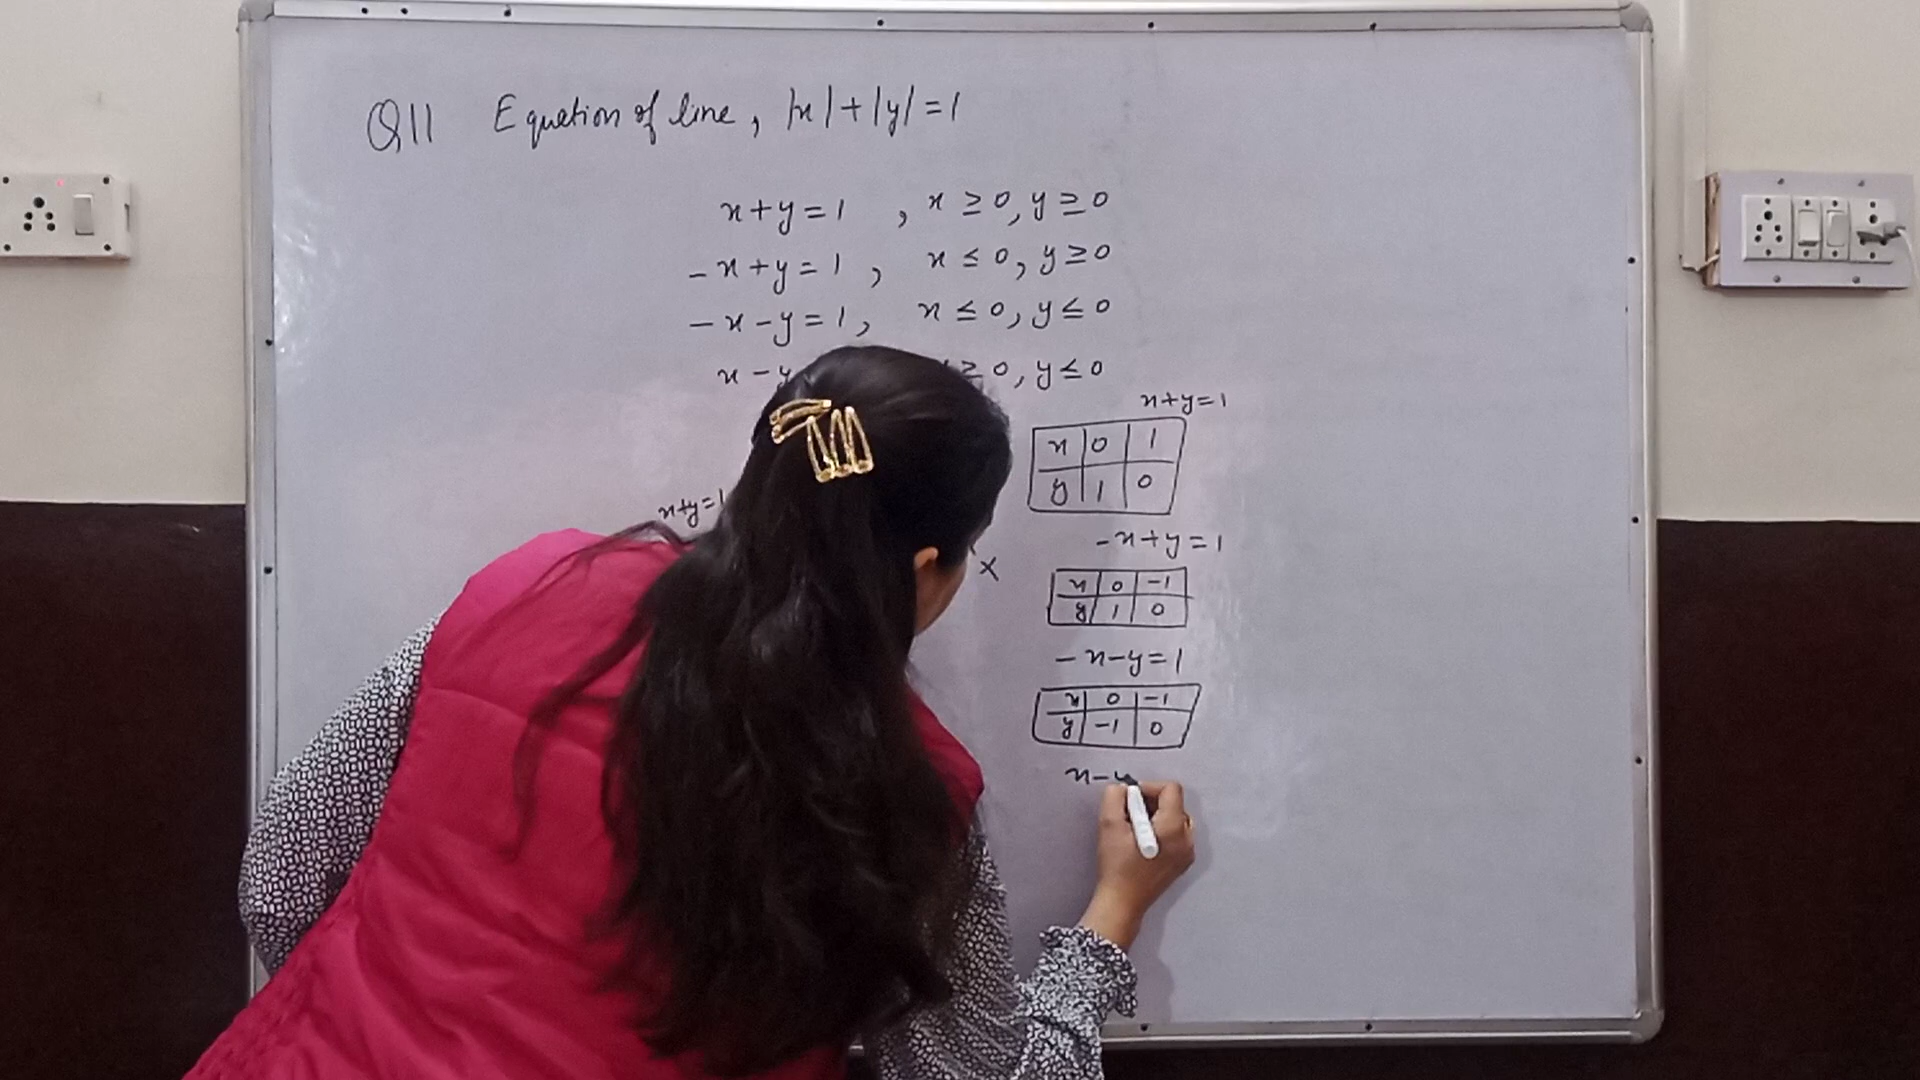 Q11 Equation of line, |x|+|y|=1
x+y=1 , x≥0, y≥0
-x+y=1 , x≤0, y≥0
-x-y=1, x≤0, y≤0
x-y ≥0, y≤0
x+y=1
x 0 1
y 1 0
x+y=1
-x+y=1
X
x 0 -1
y 1 0
-x-y=1
x 0 -1
y -1 0
x-y